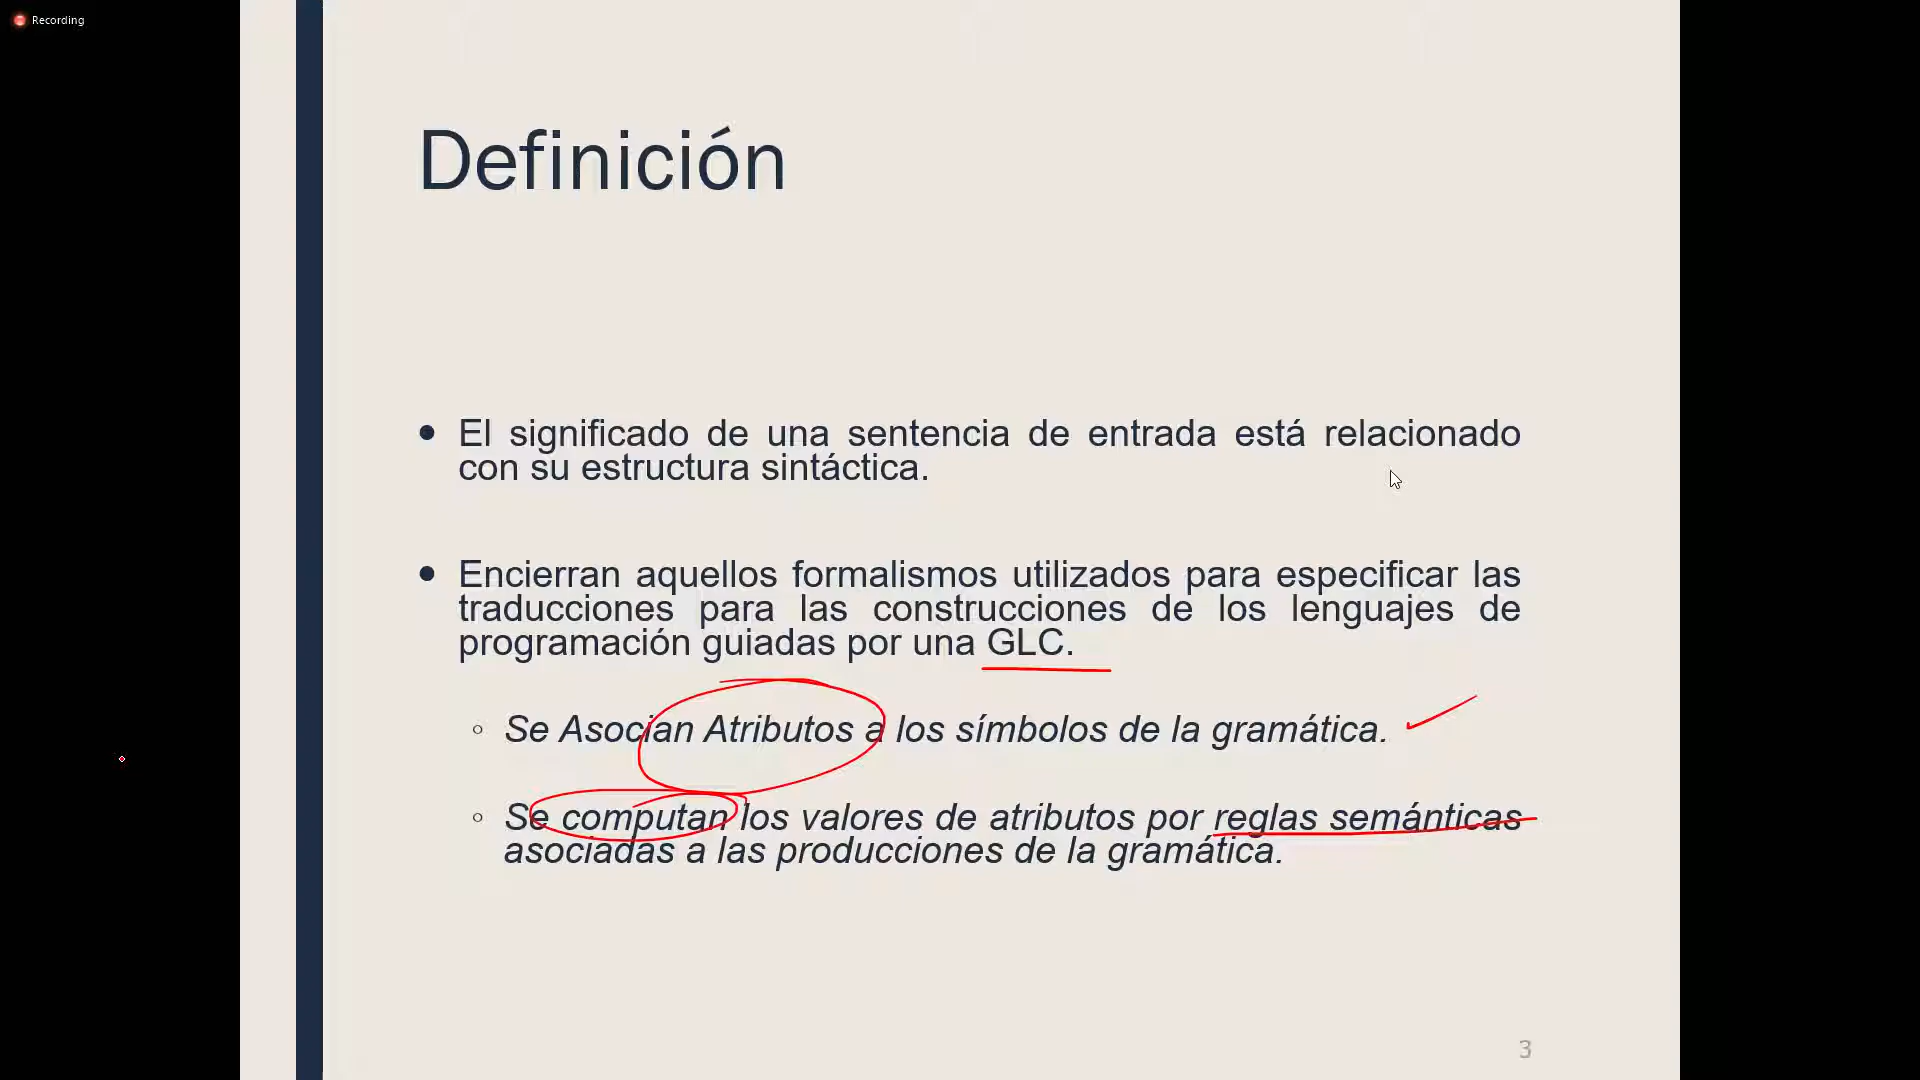 Recording
Definición
• El significado de una sentencia de entrada está relacionado
con su estructura sintáctica.
• Encierran aquellos formalismos utilizados para especificar las
traducciones para las construcciones de los lenguajes de
programación guiadas por una GLC.
◦ Se Asocian Atributos a los símbolos de la gramática.
◦ Se computan los valores de atributos por reglas semánticas
asociadas a las producciones de la gramática.
3